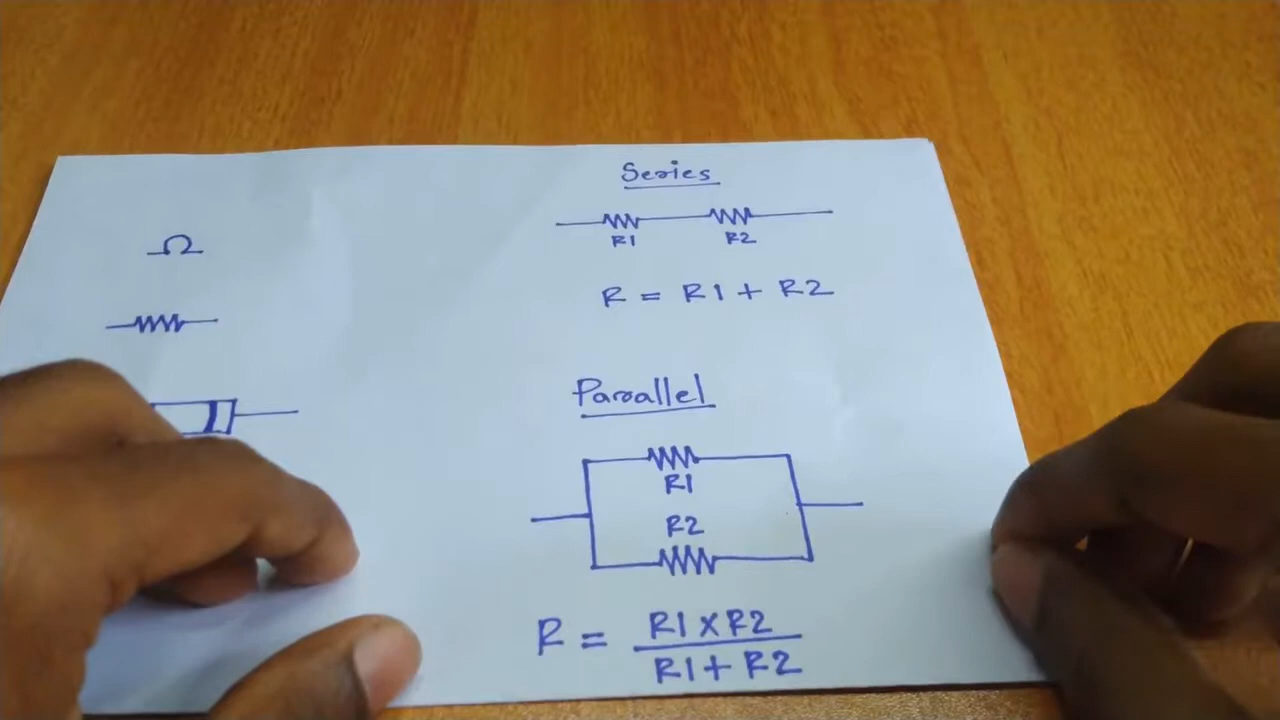 Ω
Series
R1 R2
R = R1 + R2
Parallel
R1
R2
R = R1 X R2
R1 + R2